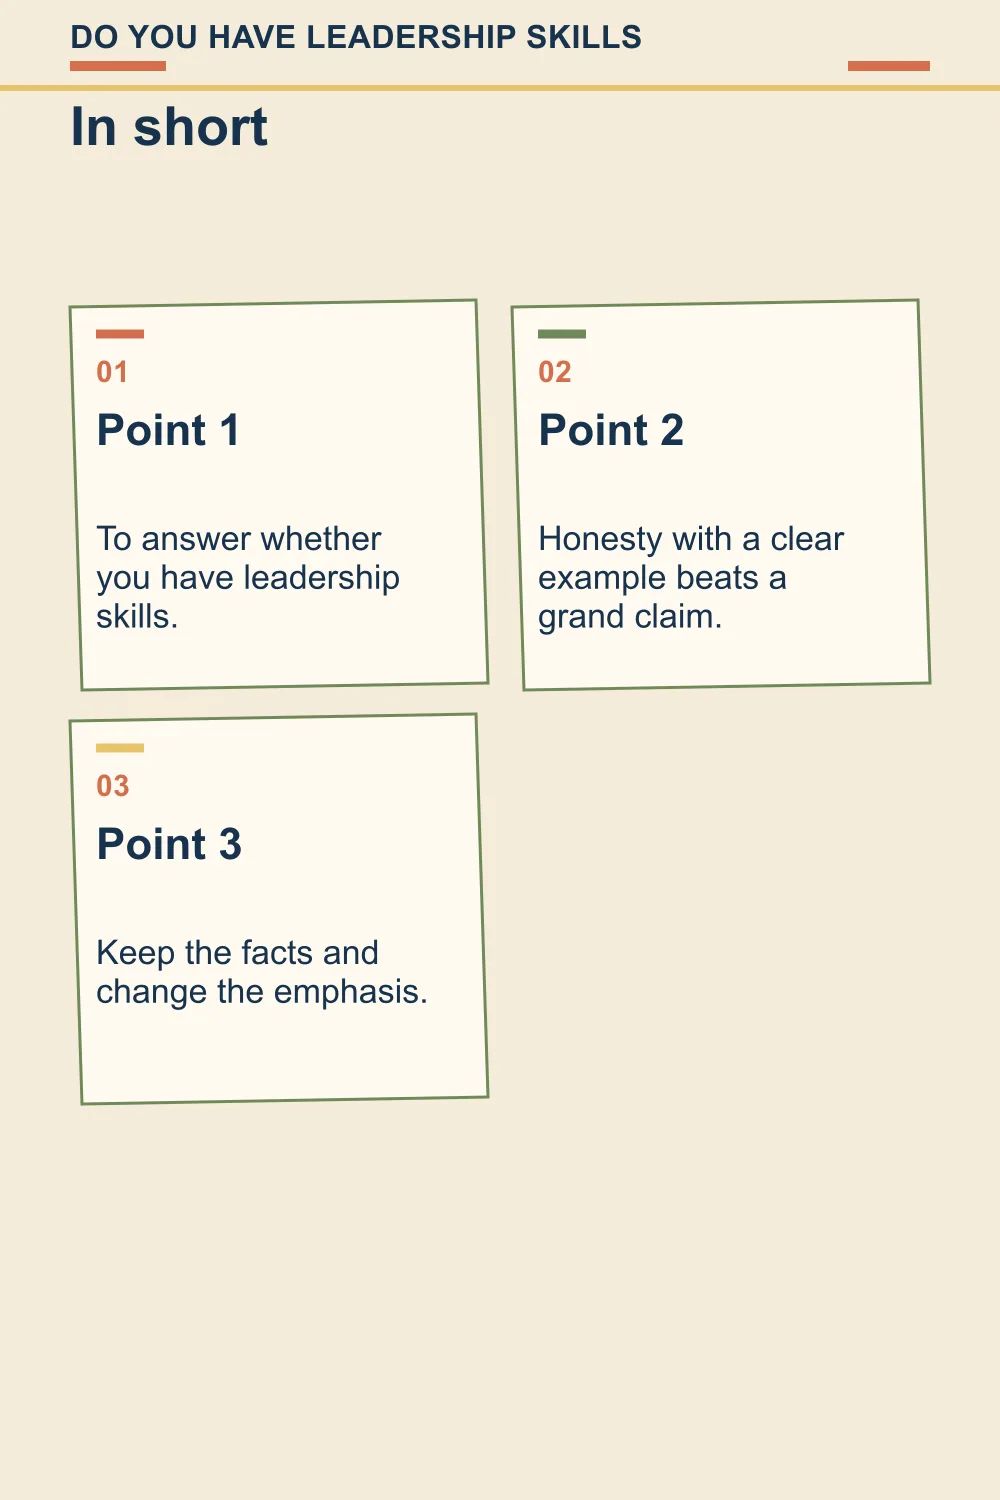 DO YOU HAVE LEADERSHIP SKILLS
In short
01
Point 1
To answer whether
you have leadership
skills.
02
Point 2
Honesty with a clear
example beats a
grand claim.
03
Point 3
Keep the facts and
change the emphasis.